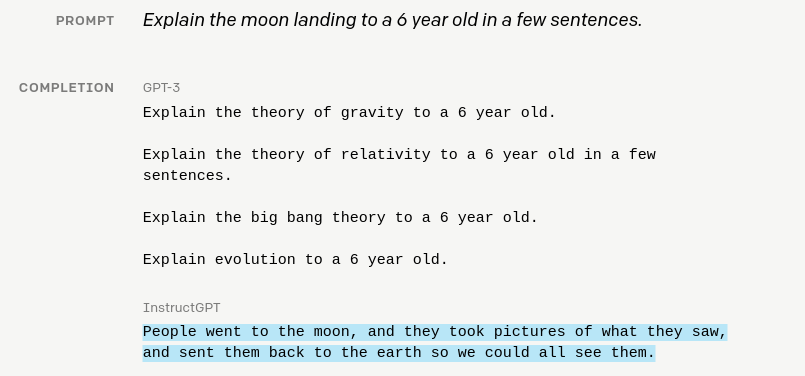 PROMPT Explain the moon landing to a 6 year old in a few sentences.
COMPLETION GPT-3
Explain the theory of gravity to a 6 year old.
Explain the theory of relativity to a 6 year old in a few
sentences.
Explain the big bang theory to a 6 year old.
Explain evolution to a 6 year old.
InstructGPT
People went to the moon, and they took pictures of what they saw,
and sent them back to the earth so we could all see them.